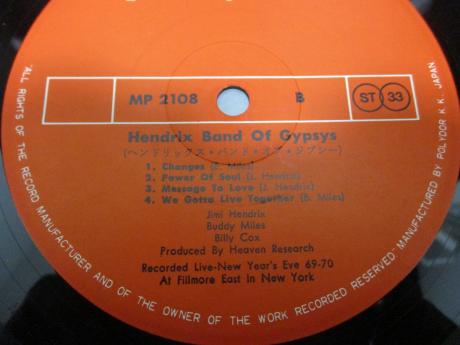 MP 2108 B ST 33
Hendrix Band Of Gypsys
(ヘンドリックス・バンド・オブ・ジプシー)
1. Changes (B. Miles)
2. Power Of Soul (J. Hendrix)
3. Message To Love (J. Hendrix)
4. We Gotta Live Together (B. Miles)
Jimi Hendrix
Buddy Miles
Billy Cox
Produced By Heaven Research
Recorded Live-New Year's Eve 69-70
At Fillmore East In New York
ALL RIGHTS OF THE RECORD MANUFACTURER AND OF THE OWNER OF THE WORK RECORDED RESERVED· MANUFACTURED BY POLYDOR K.K., JAPAN.